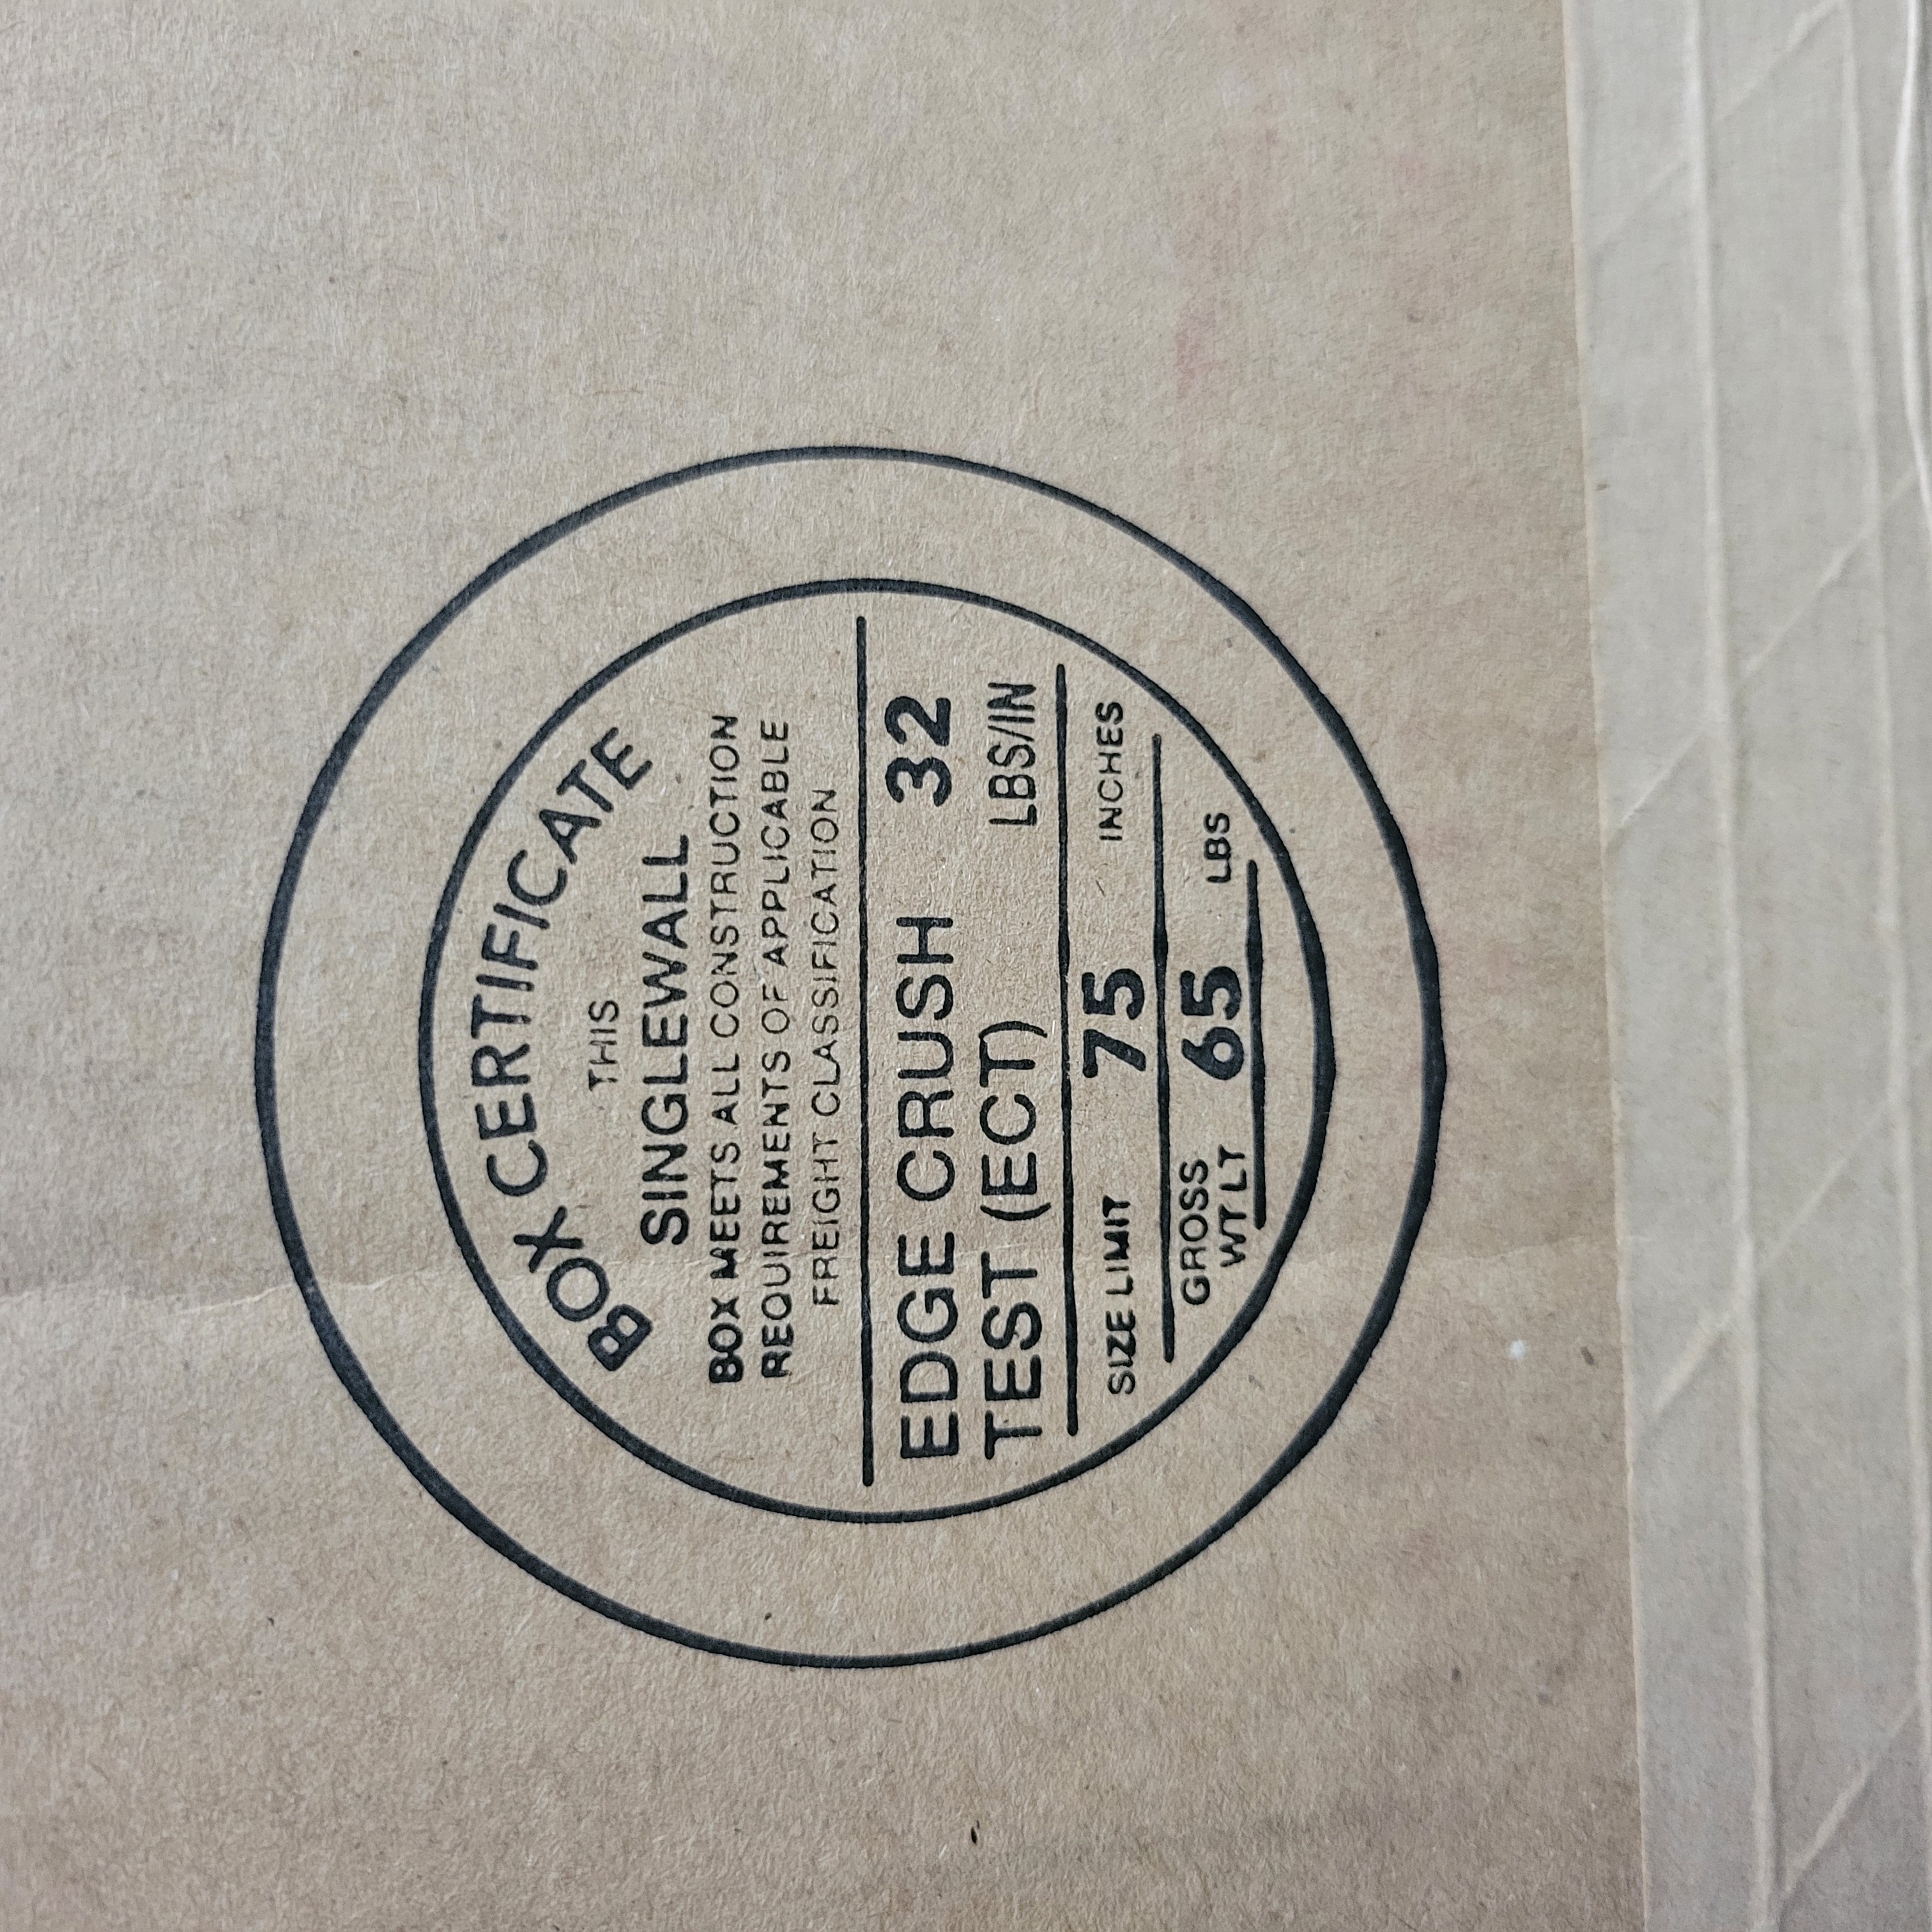 BOX CERTIFICATE
THIS
SINGLEWALL
BOX MEETS ALL CONSTRUCTION
REQUIREMENTS OF APPLICABLE
FREIGHT CLASSIFICATION
EDGE CRUSH 32
TEST (ECT) LBS/IN
SIZE LIMIT 75 INCHES
GROSS
WT LT 65 LBS